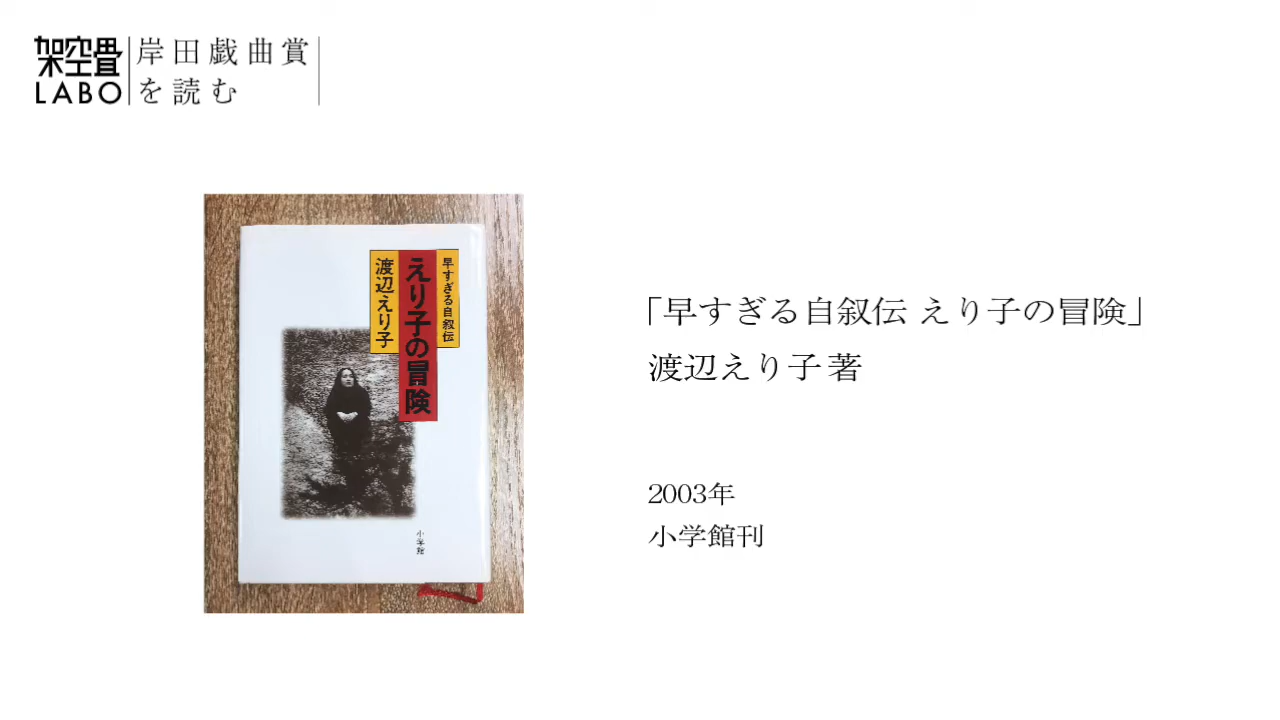 架空畳
LABO
岸田戯曲賞
を読む
早すぎる自叙伝
えり子の冒険
渡辺えり子
小学館
「早すぎる自叙伝 えり子の冒険」
渡辺えり子 著
2003年
小学館刊